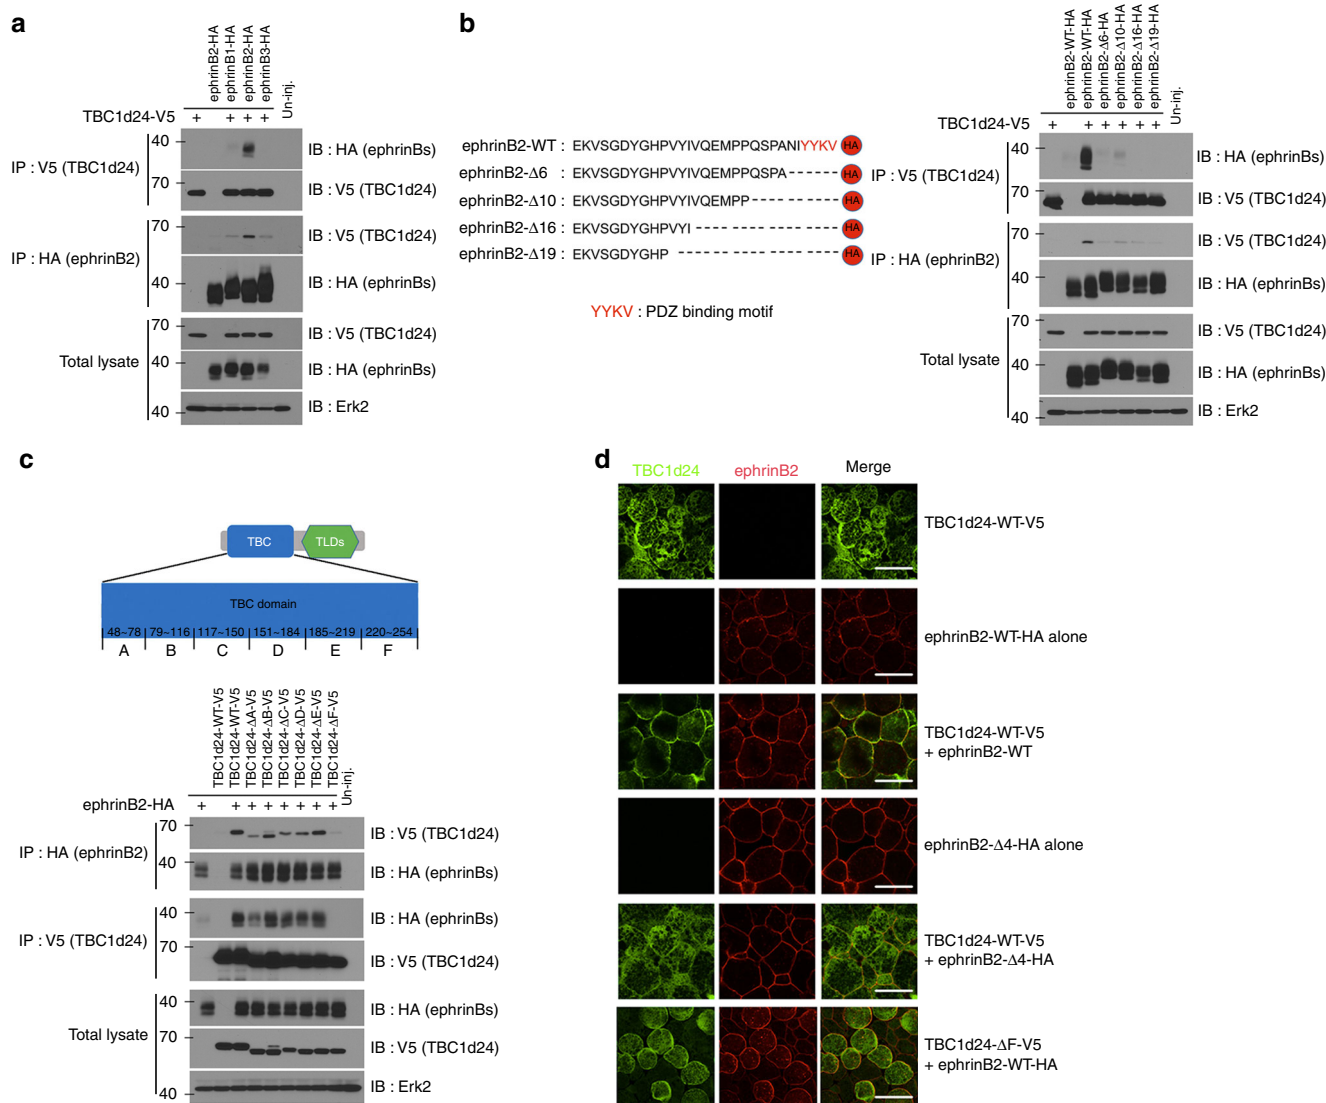 a
ephrinB2-HA
ephrinB1-HA
ephrinB2-HA
ephrinB3-HA
Un-inj.
TBC1d24-V5 + + + +
IP : V5 (TBC1d24)
40
IB : HA (ephrinBs)
70
IB : V5 (TBC1d24)
IP : HA (ephrinB2)
70
IB : V5 (TBC1d24)
40
IB : HA (ephrinBs)
Total lysate
70
IB : V5 (TBC1d24)
40
IB : HA (ephrinBs)
40
IB : Erk2
b
ephrinB2-WT : EKVSGDYGHPVYIVQEMPPQSPANIYYKV HA
ephrinB2-Δ6 : EKVSGDYGHPVYIVQEMPPQSPA ------ HA
ephrinB2-Δ10 : EKVSGDYGHPVYIVQEMPP ---------- HA
ephrinB2-Δ16 : EKVSGDYGHPVYI ---------------- HA
ephrinB2-Δ19 : EKVSGDYGHP ------------------- HA
YYKV : PDZ binding motif
ephrinB2-WT-HA
ephrinB2-WT-HA
ephrinB2-Δ6-HA
ephrinB2-Δ10-HA
ephrinB2-Δ16-HA
ephrinB2-Δ19-HA
Un-inj.
TBC1d24-V5 + + + + + +
IP : V5 (TBC1d24)
40
IB : HA (ephrinBs)
70
IB : V5 (TBC1d24)
IP : HA (ephrinB2)
70
IB : V5 (TBC1d24)
40
IB : HA (ephrinBs)
Total lysate
70
IB : V5 (TBC1d24)
40
IB : HA (ephrinBs)
40
IB : Erk2
c
TBC TLDs
TBC domain
48~78 79~116 117~150 151~184 185~219 220~254
A B C D E F
TBC1d24-WT-V5
TBC1d24-WT-V5
TBC1d24-ΔA-V5
TBC1d24-ΔB-V5
TBC1d24-ΔC-V5
TBC1d24-ΔD-V5
TBC1d24-ΔE-V5
TBC1d24-ΔF-V5
Un-inj.
ephrinB2-HA + + + + + + + +
IP : HA (ephrinB2)
70
IB : V5 (TBC1d24)
40
IB : HA (ephrinBs)
IP : V5 (TBC1d24)
40
IB : HA (ephrinBs)
70
IB : V5 (TBC1d24)
Total lysate
40
IB : HA (ephrinBs)
70
IB : V5 (TBC1d24)
40
IB : Erk2
d
TBC1d24 ephrinB2 Merge
TBC1d24-WT-V5
ephrinB2-WT-HA alone
TBC1d24-WT-V5
+ ephrinB2-WT
ephrinB2-Δ4-HA alone
TBC1d24-WT-V5
+ ephrinB2-Δ4-HA
TBC1d24-ΔF-V5
+ ephrinB2-WT-HA